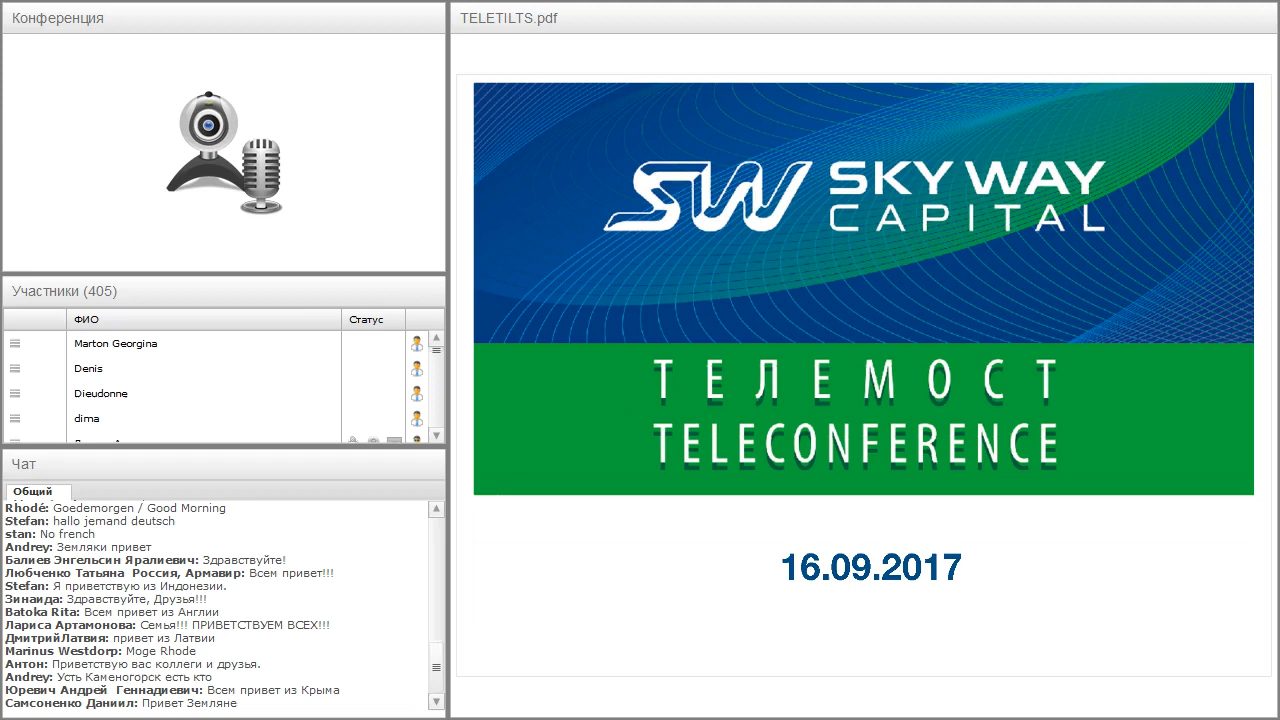 Конференция
TELETILTS.pdf
SW SKY WAY
CAPITAL
ТЕЛЕМОСТ
TELECONFERENCE
16.09.2017
Участники (405)
ФИО Статус
Marton Georgina
Denis
Dieudonne
dima
Чат
Общий
Rhodé: Goedemorgen / Good Morning
Stefan: hallo jemand deutsch
stan: No french
Andrey: Земляки привет
Балиев Энгельсин Яралиевич: Здравствуйте!
Любченко Татьяна Россия, Армавир: Всем привет!!!
Stefan: Я приветствую из Индонезии.
Зинаида: Здравствуйте, Друзья!!!
Batoka Rita: Всем привет из Англии
Лариса Артамонова: Семья!!! ПРИВЕТСТВУЕМ ВСЕХ!!!
ДмитрийЛатвия: привет из Латвии
Marinus Westdorp: Moge Rhode
Антон: Приветствую вас коллеги и друзья.
Andrey: Усть Каменогорск есть кто
Юревич Андрей Геннадиевич: Всем привет из Крыма
Самсоненко Даниил: Привет Земляне